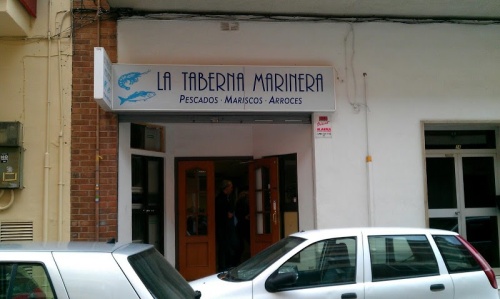 LA TABERNA MARINERA
PESCADOS · MARISCOS · ARROCES